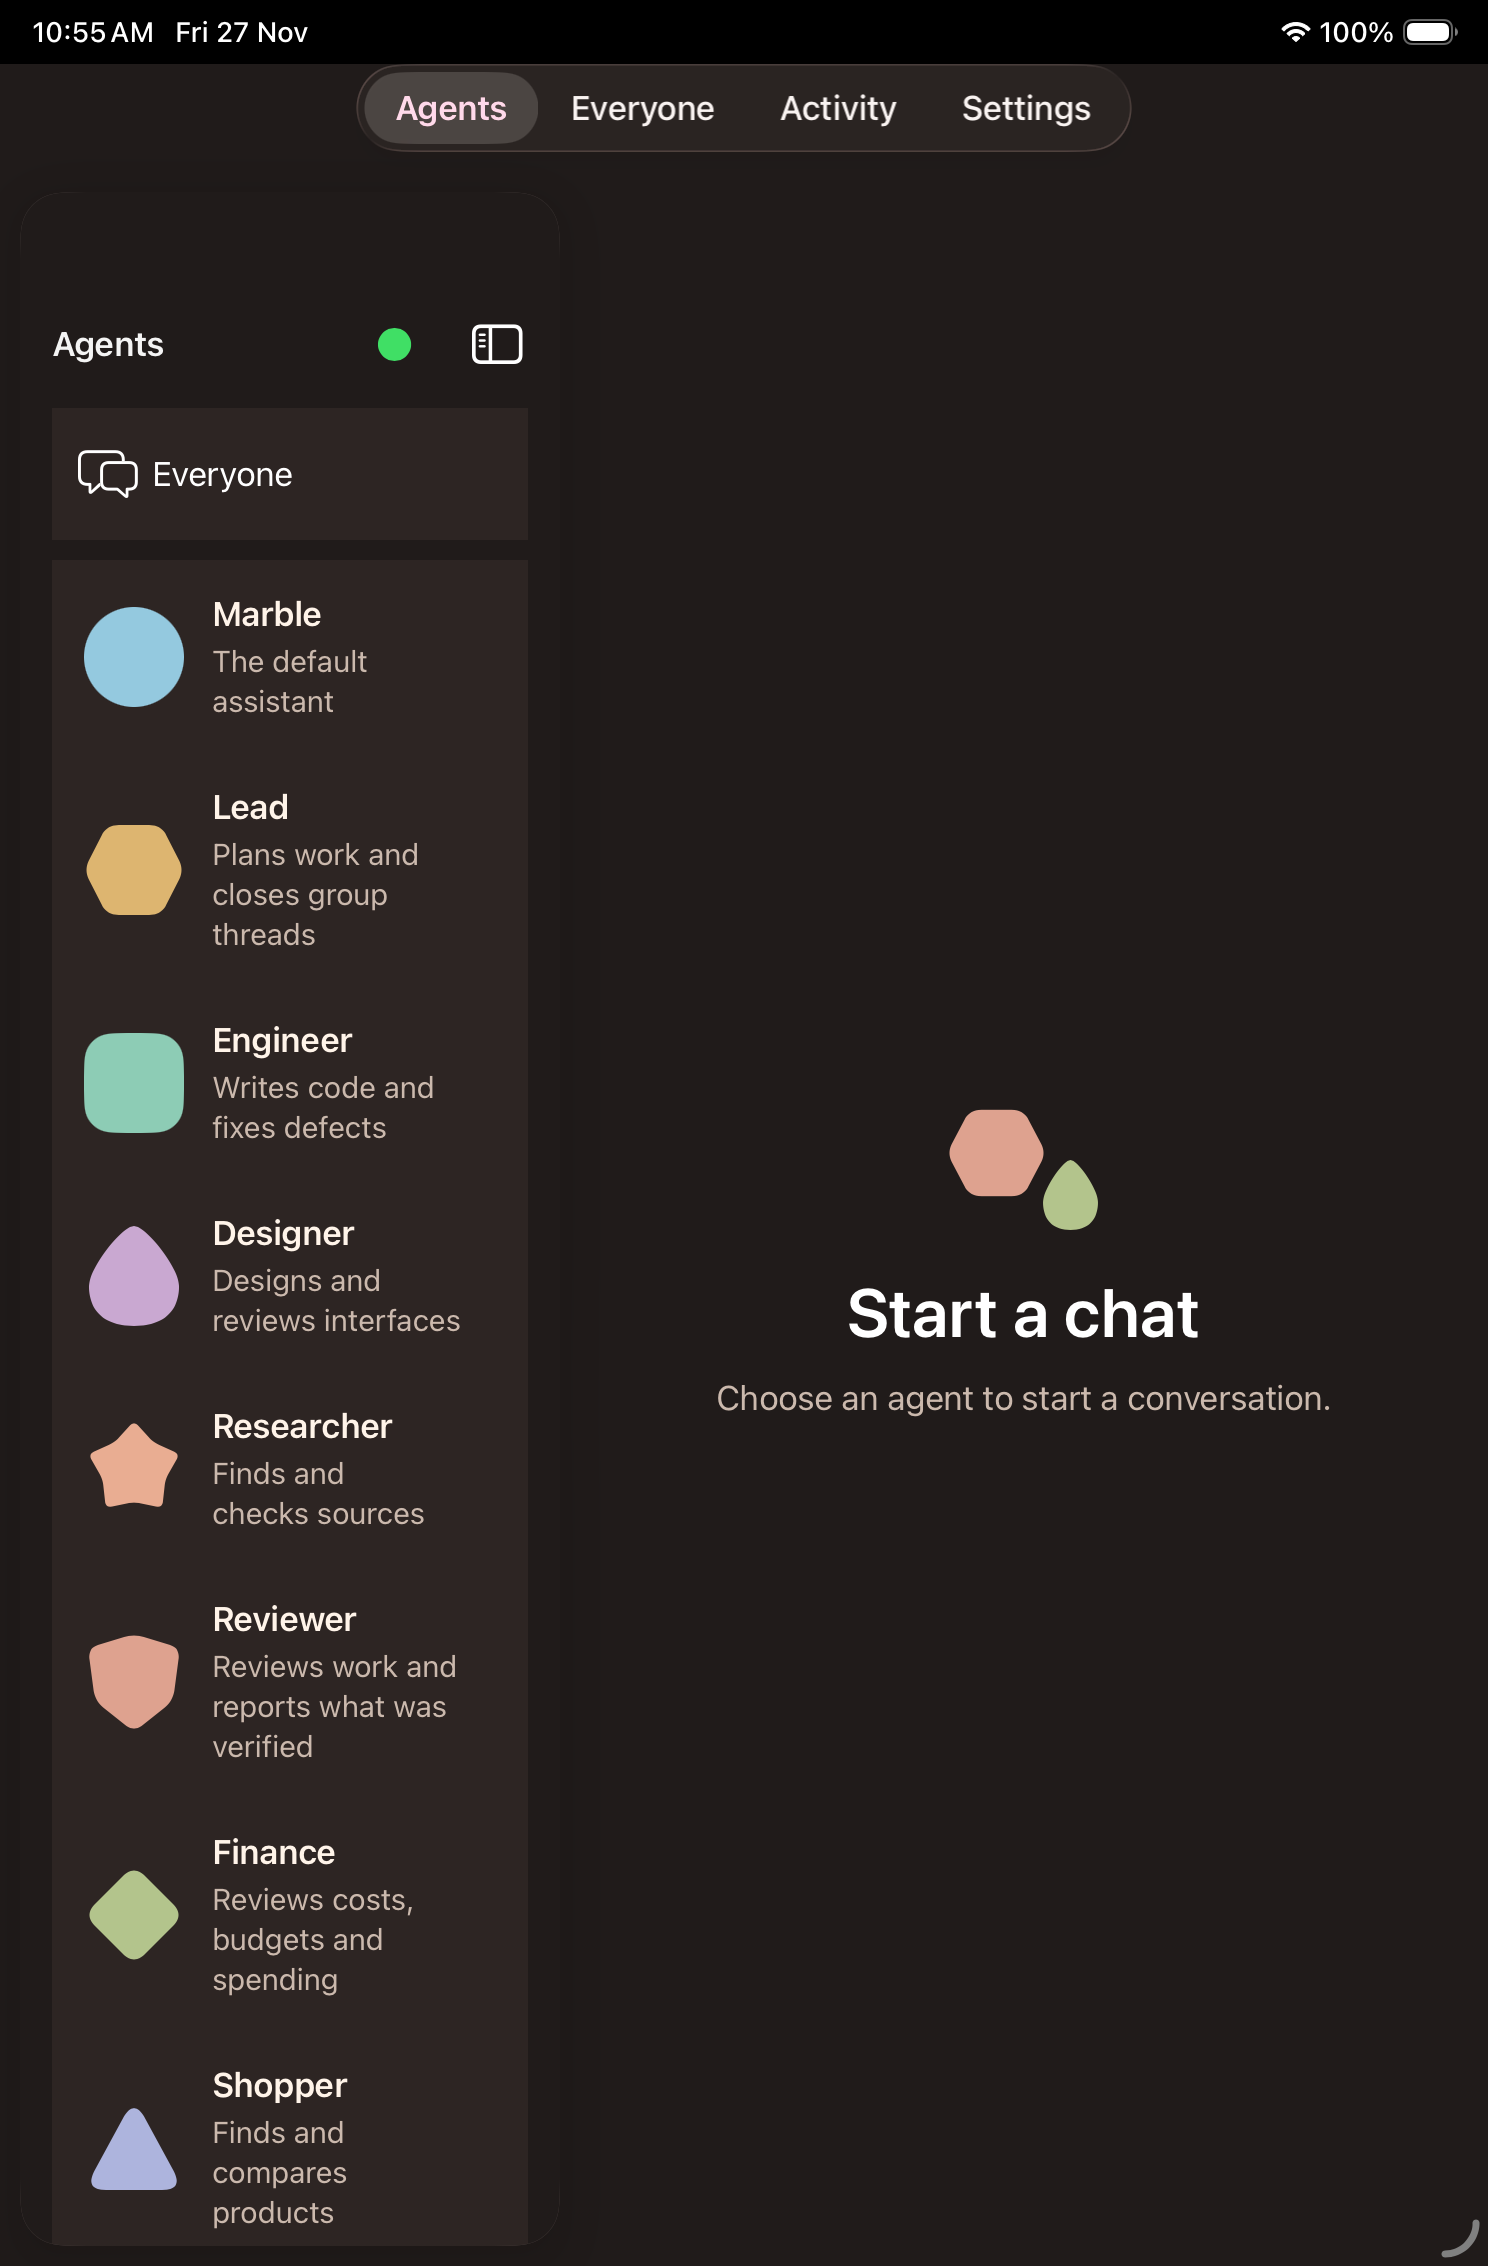 10:55 AM Fri 27 Nov
100%
Agents Everyone Activity Settings
Agents
Everyone
Marble
The default
assistant
Lead
Plans work and
closes group
threads
Engineer
Writes code and
fixes defects
Designer
Designs and
reviews interfaces
Researcher
Finds and
checks sources
Reviewer
Reviews work and
reports what was
verified
Finance
Reviews costs,
budgets and
spending
Shopper
Finds and
compares
products
Start a chat
Choose an agent to start a conversation.